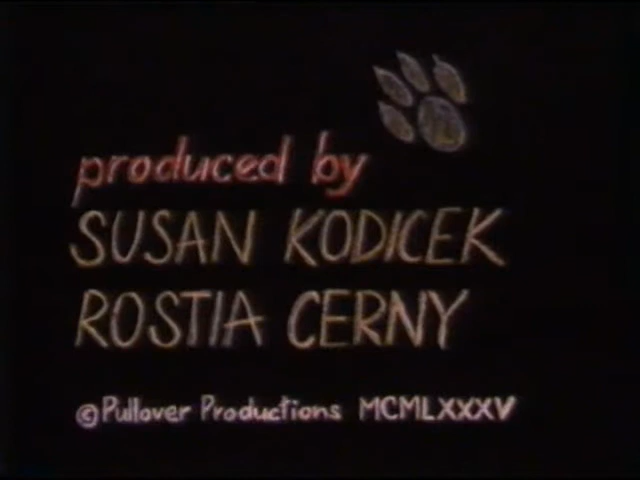 produced by
SUSAN KODICEK
ROSTIA CERNY
©Pullover Productions MCMLXXXV